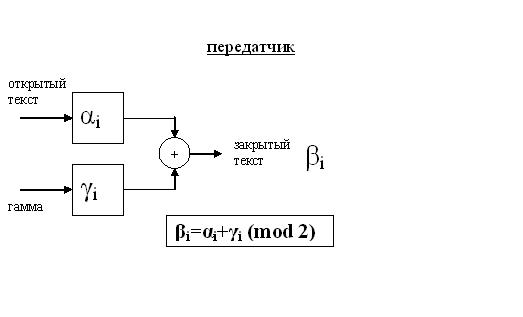 передатчик
открытый
текст
αi
закрытый
текст
βi
+
γi
гамма
βi=αi+γi (mod 2)